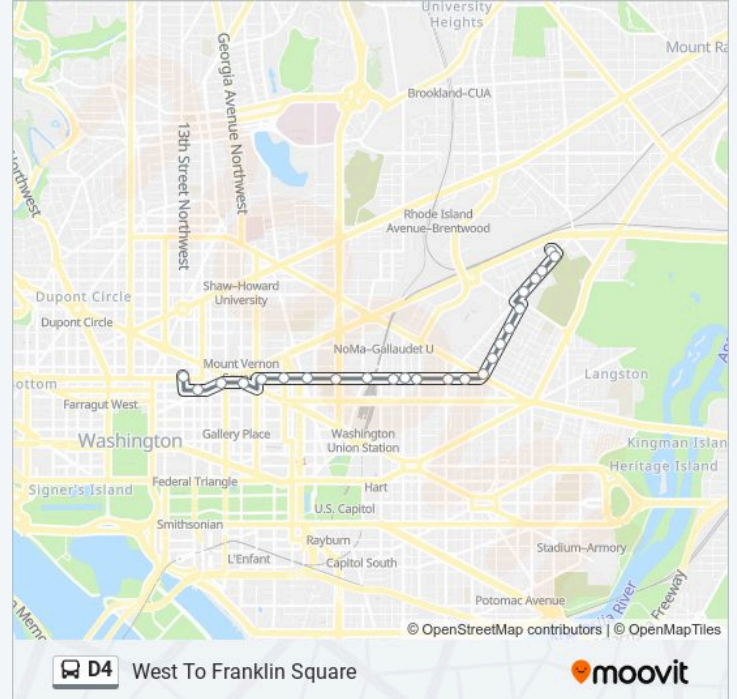 University
Heights
Mount Ra
Georgia Avenue Northwest
Brookland–CUA
13th Street Northwest
orthwest
Rhode Island
Avenue–Brentwood
Dupont Circle
Shaw–Howard
University
Dupont Circle
NoMa–Gallaudet U
Mount Vernon
Langston
ottom
Farragut West
Washington
Gallery Place
Washington
Union Station
Kingman Islan
Heritage Island
Federal Triangle
Hart
Signer's Island
U.S. Capitol
Smithsonian
Rayburn
Stadium–Armory
L'Enfant
Capitol South
Potomac Avenue
ia River
Freeway
n Memo
© OpenStreetMap contributors | © OpenMapTiles
D4 West To Franklin Square
moovit